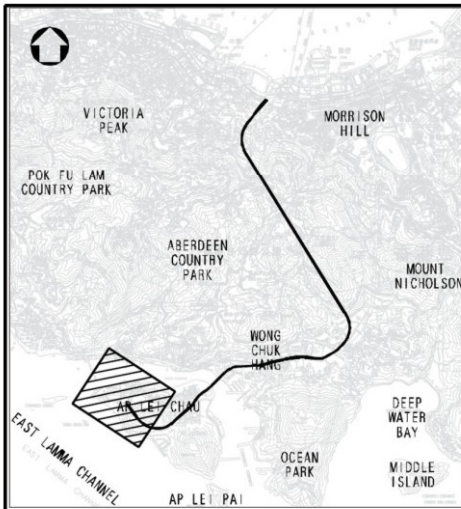 VICTORIA
PEAK
MORRISON
HILL
POK FU LAM
COUNTRY PARK
ABERDEEN
COUNTRY
PARK
MOUNT
NICHOLSON
WONG
CHUK
HANG
AP LEI CHAU
DEEP
WATER
BAY
EAST LAMMA CHANNEL
OCEAN
PARK
MIDDLE
ISLAND
AP LEI PAI